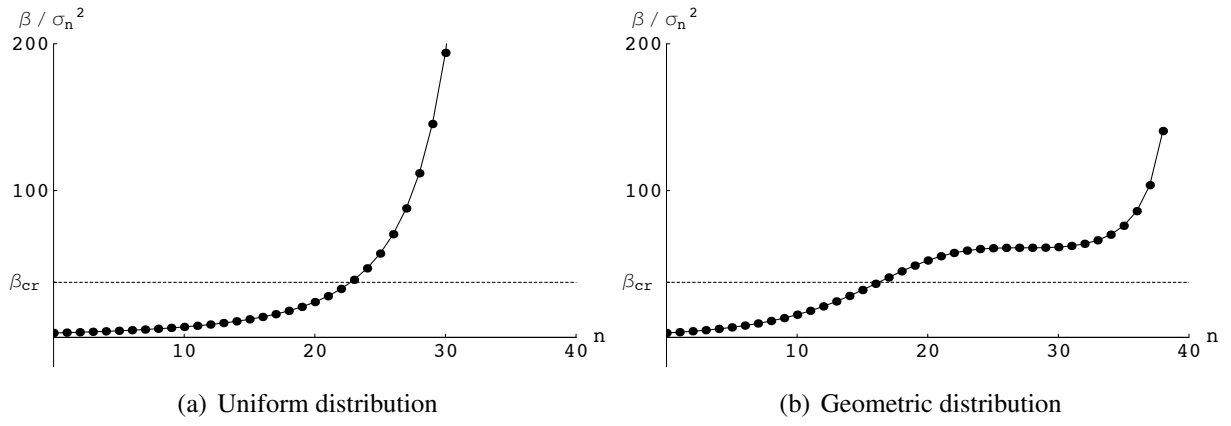 β / σn²
200
100
βcr
10 20 30 40 n
(a) Uniform distribution
β / σn²
200
100
βcr
10 20 30 40 n
(b) Geometric distribution